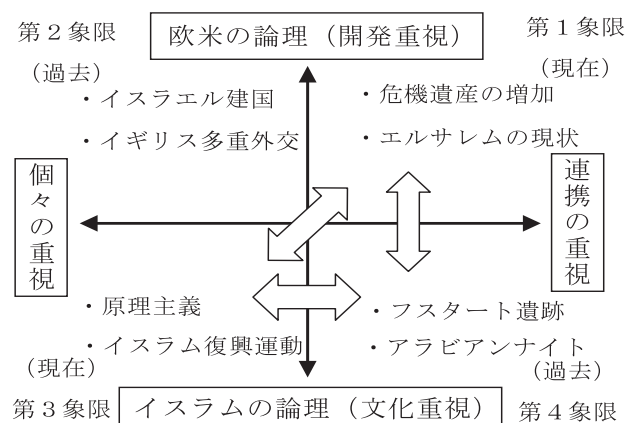 第２象限
欧米の論理（開発重視）
第１象限
（過去）
（現在）
・イスラエル建国
・イギリス多重外交
・危機遺産の増加
・エルサレムの現状
個々の重視
連携の重視
・原理主義
・イスラム復興運動
・フスタート遺跡
・アラビアンナイト
（現在）
（過去）
第３象限
イスラムの論理（文化重視）
第４象限